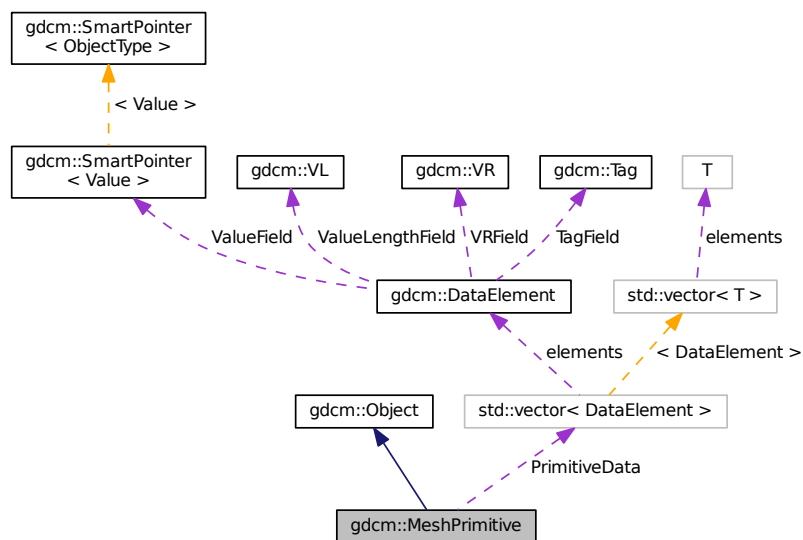 gdcm::SmartPointer
< ObjectType >
< Value >
gdcm::SmartPointer
< Value >
gdcm::VL
gdcm::VR
gdcm::Tag
T
ValueField
ValueLengthField
VRField
TagField
elements
gdcm::DataElement
std::vector< T >
elements
< DataElement >
gdcm::Object
std::vector< DataElement >
PrimitiveData
gdcm::MeshPrimitive